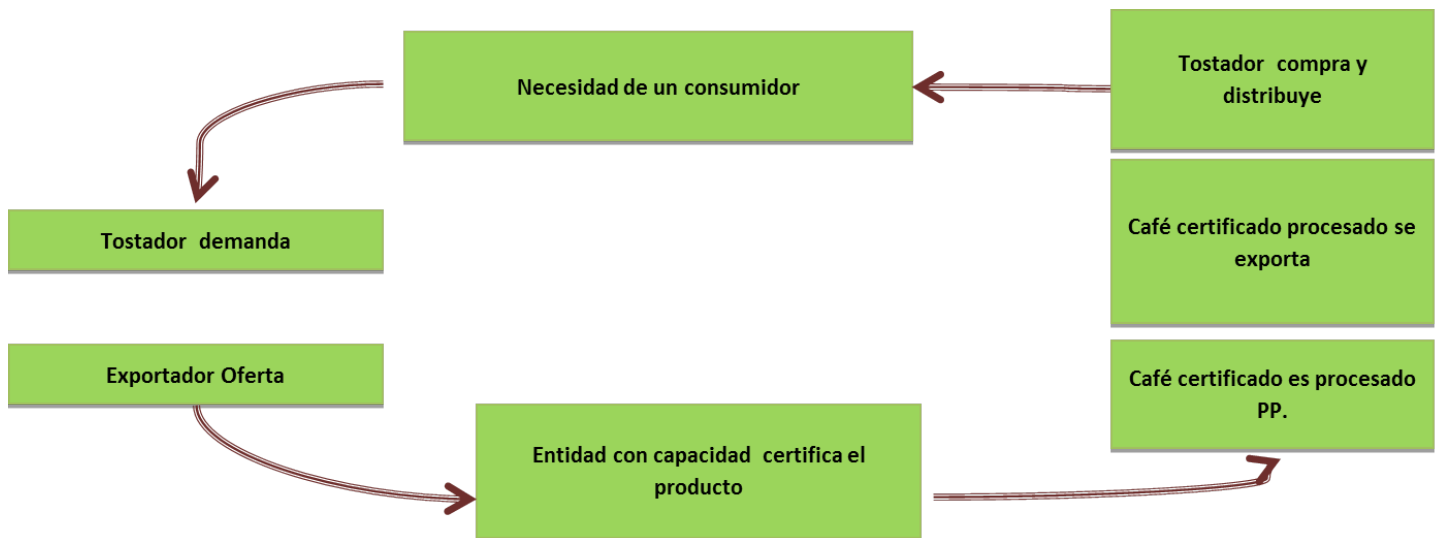 Necesidad de un consumidor
Tostador compra y
distribuye
Tostador demanda
Café certificado procesado se
exporta
Exportador Oferta
Café certificado es procesado
PP.
Entidad con capacidad certifica el
producto